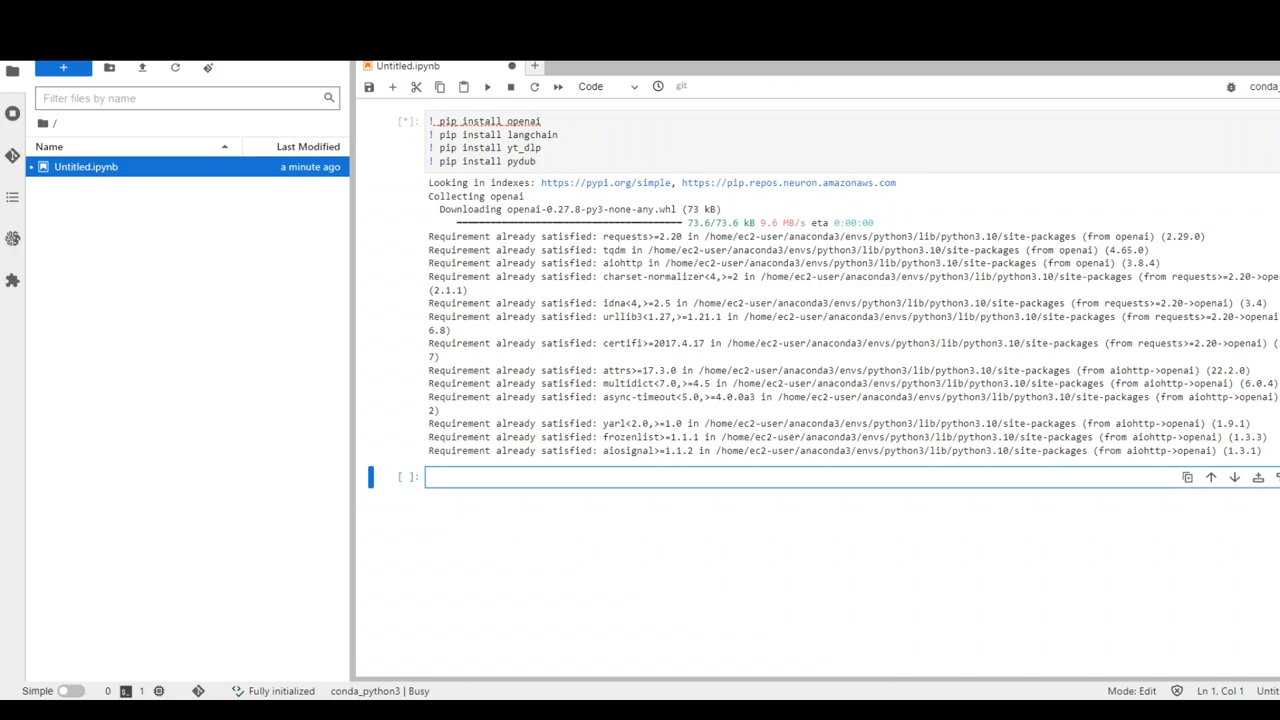 Untitled.ipynb
Code
git
conda_
Filter files by name
/
Name
Last Modified
Untitled.ipynb
a minute ago
[*]:
! pip install openai
! pip install langchain
! pip install yt_dlp
! pip install pydub
Looking in indexes: https://pypi.org/simple, https://pip.repos.neuron.amazonaws.com
Collecting openai
Downloading openai-0.27.8-py3-none-any.whl (73 kB)
73.6/73.6 kB 9.6 MB/s eta 0:00:00
Requirement already satisfied: requests>=2.20 in /home/ec2-user/anaconda3/envs/python3/lib/python3.10/site-packages (from openai) (2.29.0)
Requirement already satisfied: tqdm in /home/ec2-user/anaconda3/envs/python3/lib/python3.10/site-packages (from openai) (4.65.0)
Requirement already satisfied: aiohttp in /home/ec2-user/anaconda3/envs/python3/lib/python3.10/site-packages (from openai) (3.8.4)
Requirement already satisfied: charset-normalizer<4,>=2 in /home/ec2-user/anaconda3/envs/python3/lib/python3.10/site-packages (from requests>=2.20->open
(2.1.1)
Requirement already satisfied: idna<4,>=2.5 in /home/ec2-user/anaconda3/envs/python3/lib/python3.10/site-packages (from requests>=2.20->openai) (3.4)
Requirement already satisfied: urllib3<1.27,>=1.21.1 in /home/ec2-user/anaconda3/envs/python3/lib/python3.10/site-packages (from requests>=2.20->openai)
6.8)
Requirement already satisfied: certifi>=2017.4.17 in /home/ec2-user/anaconda3/envs/python3/lib/python3.10/site-packages (from requests>=2.20->openai) (
7)
Requirement already satisfied: attrs>=17.3.0 in /home/ec2-user/anaconda3/envs/python3/lib/python3.10/site-packages (from aiohttp->openai) (22.2.0)
Requirement already satisfied: multidict<7.0,>=4.5 in /home/ec2-user/anaconda3/envs/python3/lib/python3.10/site-packages (from aiohttp->openai) (6.0.4
Requirement already satisfied: async-timeout<5.0,>=4.0.0a3 in /home/ec2-user/anaconda3/envs/python3/lib/python3.10/site-packages (from aiohttp->openai) (
2)
Requirement already satisfied: yarl<2.0,>=1.0 in /home/ec2-user/anaconda3/envs/python3/lib/python3.10/site-packages (from aiohttp->openai) (1.9.1)
Requirement already satisfied: frozenlist>=1.1.1 in /home/ec2-user/anaconda3/envs/python3/lib/python3.10/site-packages (from aiohttp->openai) (1.3.3)
Requirement already satisfied: aiosignal>=1.1.2 in /home/ec2-user/anaconda3/envs/python3/lib/python3.10/site-packages (from aiohttp->openai) (1.3.1)
[ ]:
Simple 0 1 Fully initialized conda_python3 | Busy Mode: Edit Ln 1, Col 1 Untit